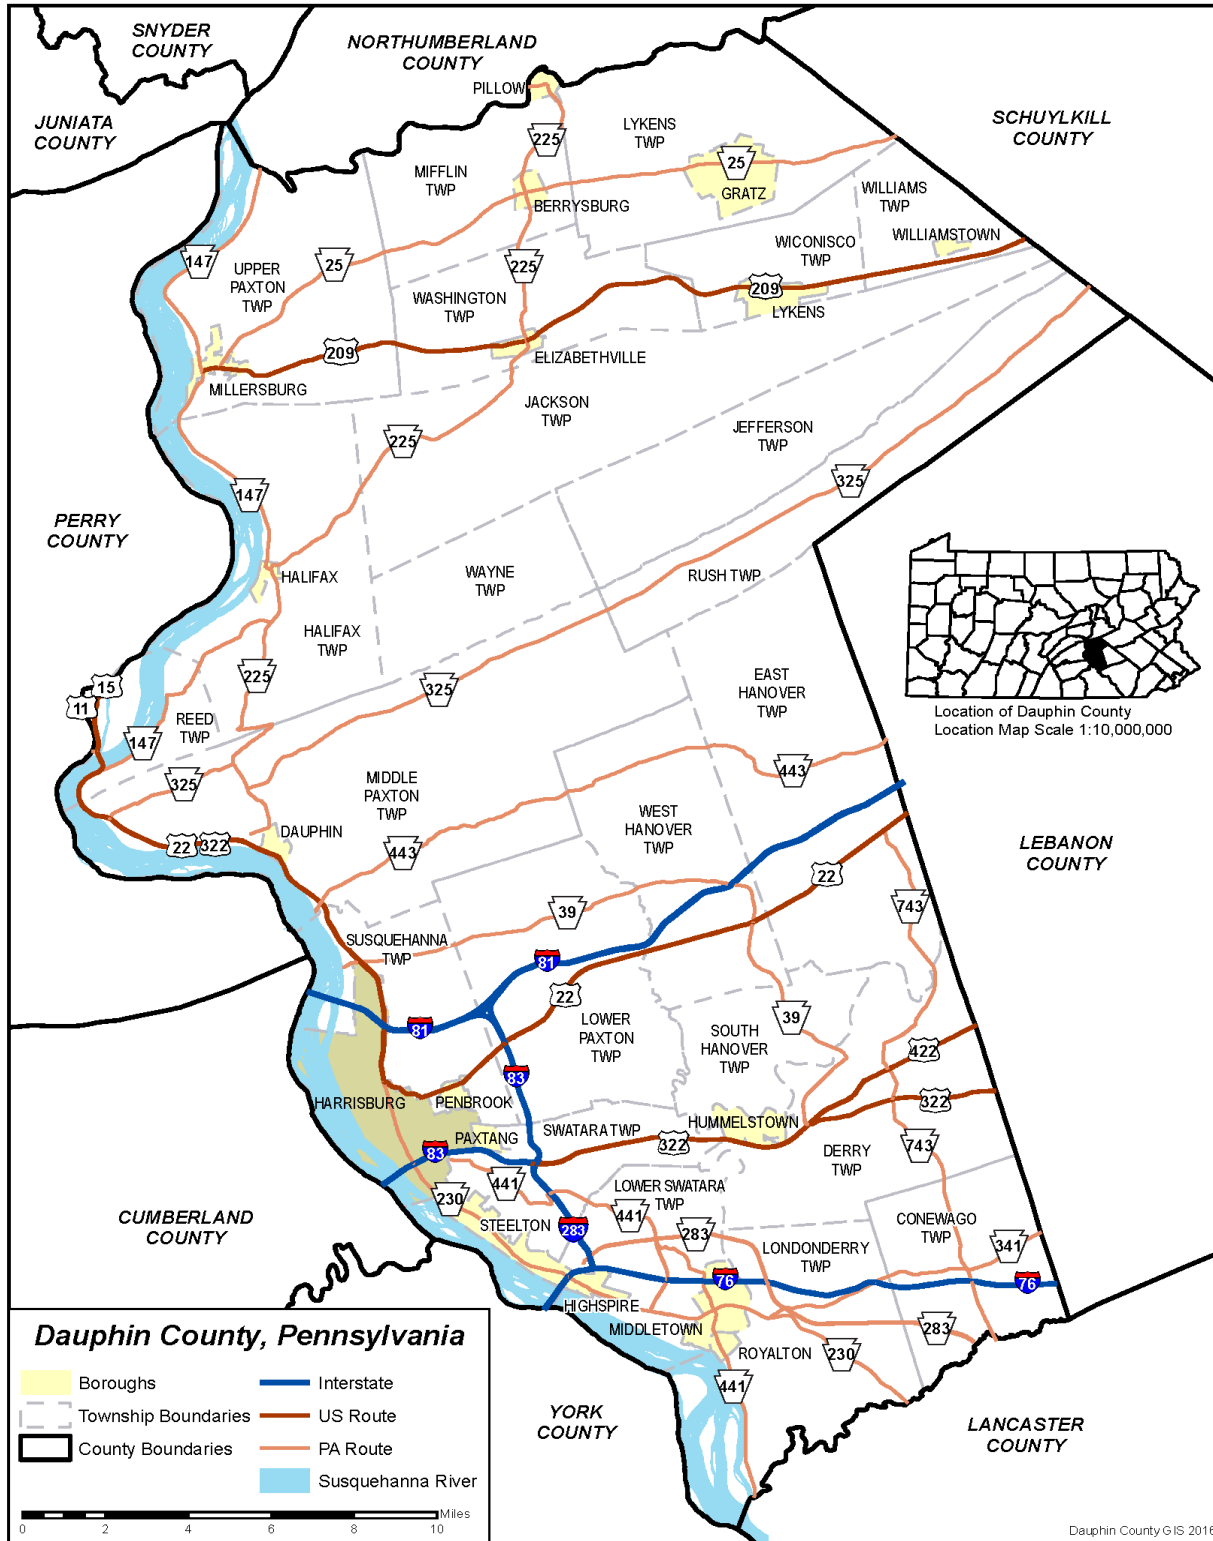 SNYDER
COUNTY
NORTHUMBERLAND
COUNTY
PILLOW
JUNIATA
COUNTY
SCHUYLKILL
COUNTY
LYKENS
TWP
225
MIFFLIN
TWP
25
GRATZ
BERRYSBURG
WILLIAMS
TWP
WILLIAMSTOWN
WICONISCO
TWP
147
25
UPPER
PAXTON
TWP
225
WASHINGTON
TWP
209
LYKENS
209
ELIZABETHVILLE
MILLERSBURG
JACKSON
TWP
JEFFERSON
TWP
225
325
147
PERRY
COUNTY
HALIFAX
WAYNE
TWP
RUSH TWP
HALIFAX
TWP
225
325
EAST
HANOVER
TWP
15
11
REED
TWP
147
Location of Dauphin County
Location Map Scale 1:10,000,000
325
MIDDLE
PAXTON
TWP
443
WEST
HANOVER
TWP
DAUPHIN
22
322
443
22
LEBANON
COUNTY
39
743
SUSQUEHANNA
TWP
81
22
81
LOWER
PAXTON
TWP
SOUTH
HANOVER
TWP
39
422
83
322
HARRISBURG
PENBROOK
HUMMELSTOWN
PAXTANG
SWATARA TWP
322
83
DERRY
TWP
743
441
230
LOWER SWATARA
TWP
441
STEELTON
283
283
CUMBERLAND
COUNTY
CONEWAGO
TWP
341
LONDONDERRY
TWP
76
76
HIGHSPIRE
MIDDLETOWN
283
ROYALTON
230
441
YORK
COUNTY
LANCASTER
COUNTY
Dauphin County, Pennsylvania
Boroughs
Interstate
Township Boundaries
US Route
County Boundaries
PA Route
Susquehanna River
Miles
0 2 4 6 8 10
Dauphin County GIS 2016